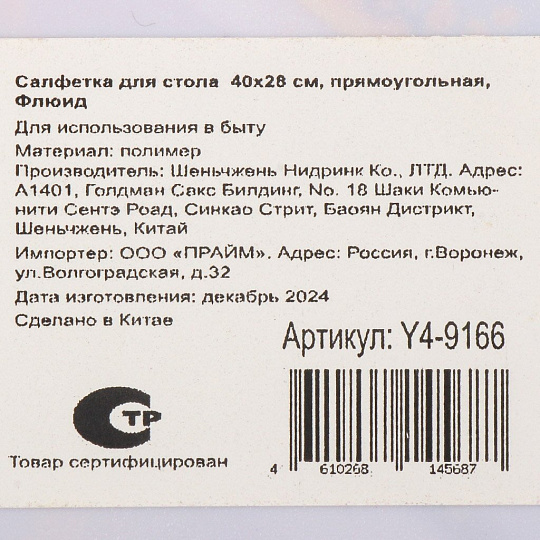 Салфетка для стола 40х28 см, прямоугольная,
Флюид
Для использования в быту
Материал: полимер
Производитель: Шеньчжень Нидринк Ко., ЛТД. Адрес:
А1401, Голдман Сакс Билдинг, No. 18 Шаки Комью-
нити Сентэ Роад, Синкао Стрит, Баоян Дистрикт,
Шеньчжень, Китай
Импортер: ООО «ПРАЙМ». Адрес: Россия, г.Воронеж,
ул.Волгоградская, д.32
Дата изготовления: декабрь 2024
Сделано в Китае
Артикул: Y4-9166
СТР
Товар сертифицирован
4 610268 145687